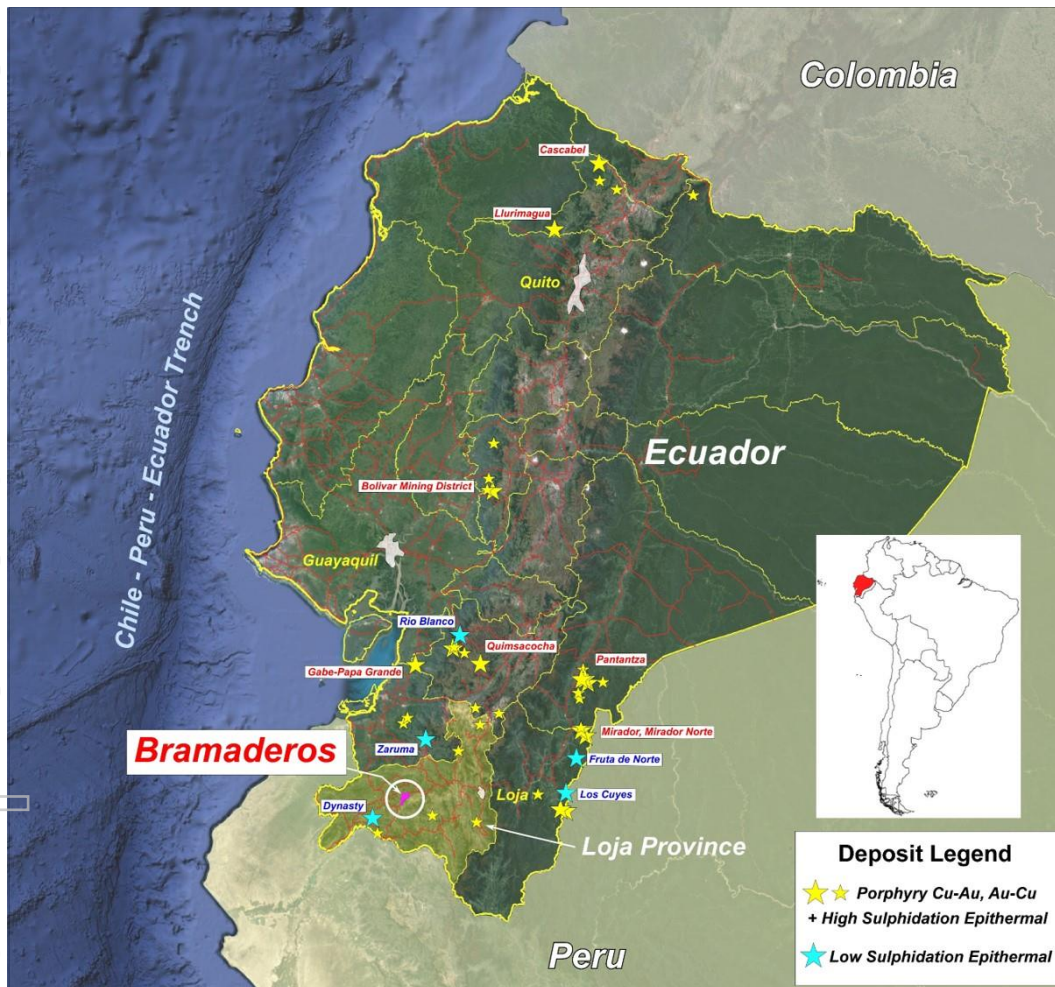 Colombia
Cascabel
Llurimagua
Quito
Chile - Peru - Ecuador Trench
Ecuador
Bolivar Mining District
Guayaquil
Rio Blanco
Quimsacocha
Gabe-Papa Grande
Pantantza
Mirador, Mirador Norte
Zaruma
Bramaderos
Fruta de Norte
Dynasty
Loja
Los Cuyes
Loja Province
Peru
Deposit Legend
Porphyry Cu-Au, Au-Cu
+ High Sulphidation Epithermal
Low Sulphidation Epithermal